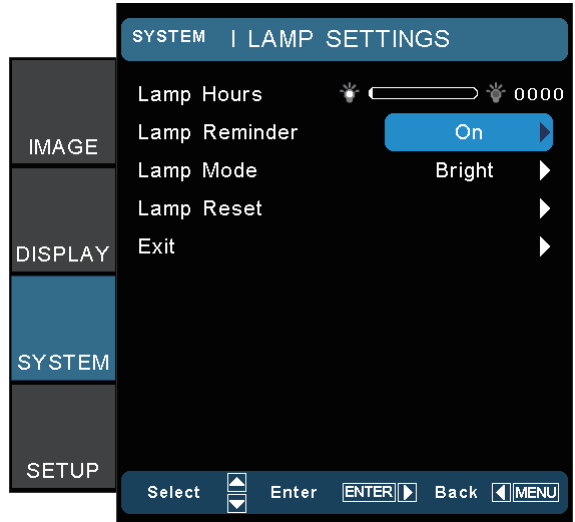 SYSTEM | LAMP SETTINGS
Lamp Hours 0000
Lamp Reminder On
Lamp Mode Bright
Lamp Reset
Exit
IMAGE
DISPLAY
SYSTEM
SETUP
Select Enter ENTER Back MENU